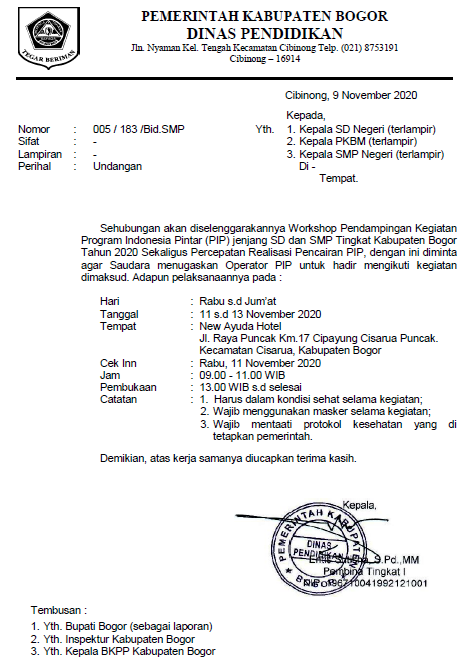 TEGAR BERIMAN
PEMERINTAH KABUPATEN BOGOR
DINAS PENDIDIKAN
Jln. Nyaman Kel. Tengah Kecamatan Cibinong Telp. (021) 8753191
Cibinong – 16914
Cibinong, 9 November 2020
Kepada,
Nomor : 005 / 183 /Bid.SMP Yth. 1. Kepala SD Negeri (terlampir)
Sifat : - 2. Kepala PKBM (terlampir)
Lampiran : - 3. Kepala SMP Negeri (terlampir)
Perihal : Undangan Di -
Tempat.
Sehubungan akan diselenggarakannya Workshop Pendampingan Kegiatan
Program Indonesia Pintar (PIP) jenjang SD dan SMP Tingkat Kabupaten Bogor
Tahun 2020 Sekaligus Percepatan Realisasi Pencairan PIP, dengan ini diminta
agar Saudara menugaskan Operator PIP untuk hadir mengikuti kegiatan
dimaksud. Adapun pelaksanaannya pada :
Hari : Rabu s.d Jum'at
Tanggal : 11 s.d 13 November 2020
Tempat : New Ayuda Hotel
Jl. Raya Puncak Km.17 Cipayung Cisarua Puncak.
Kecamatan Cisarua, Kabupaten Bogor
Cek Inn : Rabu, 11 November 2020
Jam : 09.00 - 11.00 WIB
Pembukaan : 13.00 WIB s.d selesai
Catatan : 1. Harus dalam kondisi sehat selama kegiatan;
2. Wajib menggunakan masker selama kegiatan;
3. Wajib mentaati protokol kesehatan yang di
tetapkan pemerintah.
Demikian, atas kerja samanya diucapkan terima kasih.
Kepala,
PEMERINTAH KABUPATEN
DINAS
PENDIDIKAN
BOGOR
S.Pd.,MM
Pembina Tingkat I
Tembusan :
1. Yth. Bupati Bogor (sebagai laporan)
2. Yth. Inspektur Kabupaten Bogor
3. Yth. Kepala BKPP Kabupaten Bogor